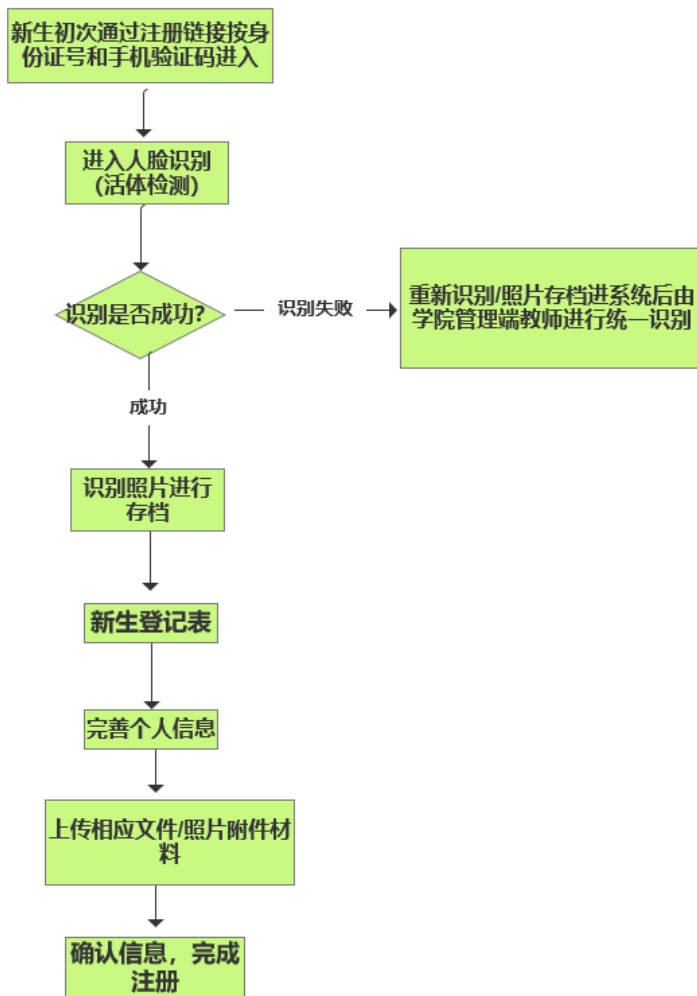 新生初次通过注册链接按身
份证号和手机验证码进入
进入人脸识别
(活体检测)
识别是否成功?
识别失败
重新识别/照片存档进系统后由
学院管理端教师进行统一识别
成功
识别照片进行
存档
新生登记表
完善个人信息
上传相应文件/照片附件材
料
确认信息，完成
注册